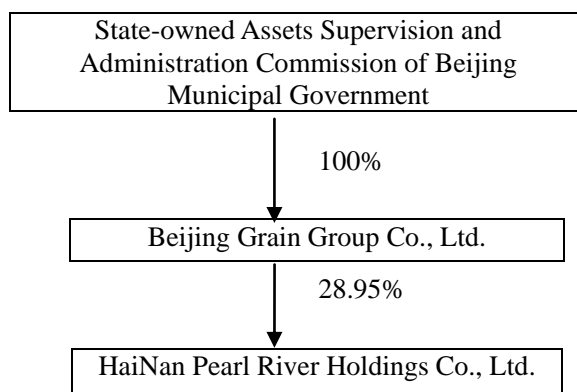 State-owned Assets Supervision and
Administration Commission of Beijing
Municipal Government
100%
Beijing Grain Group Co., Ltd.
28.95%
HaiNan Pearl River Holdings Co., Ltd.